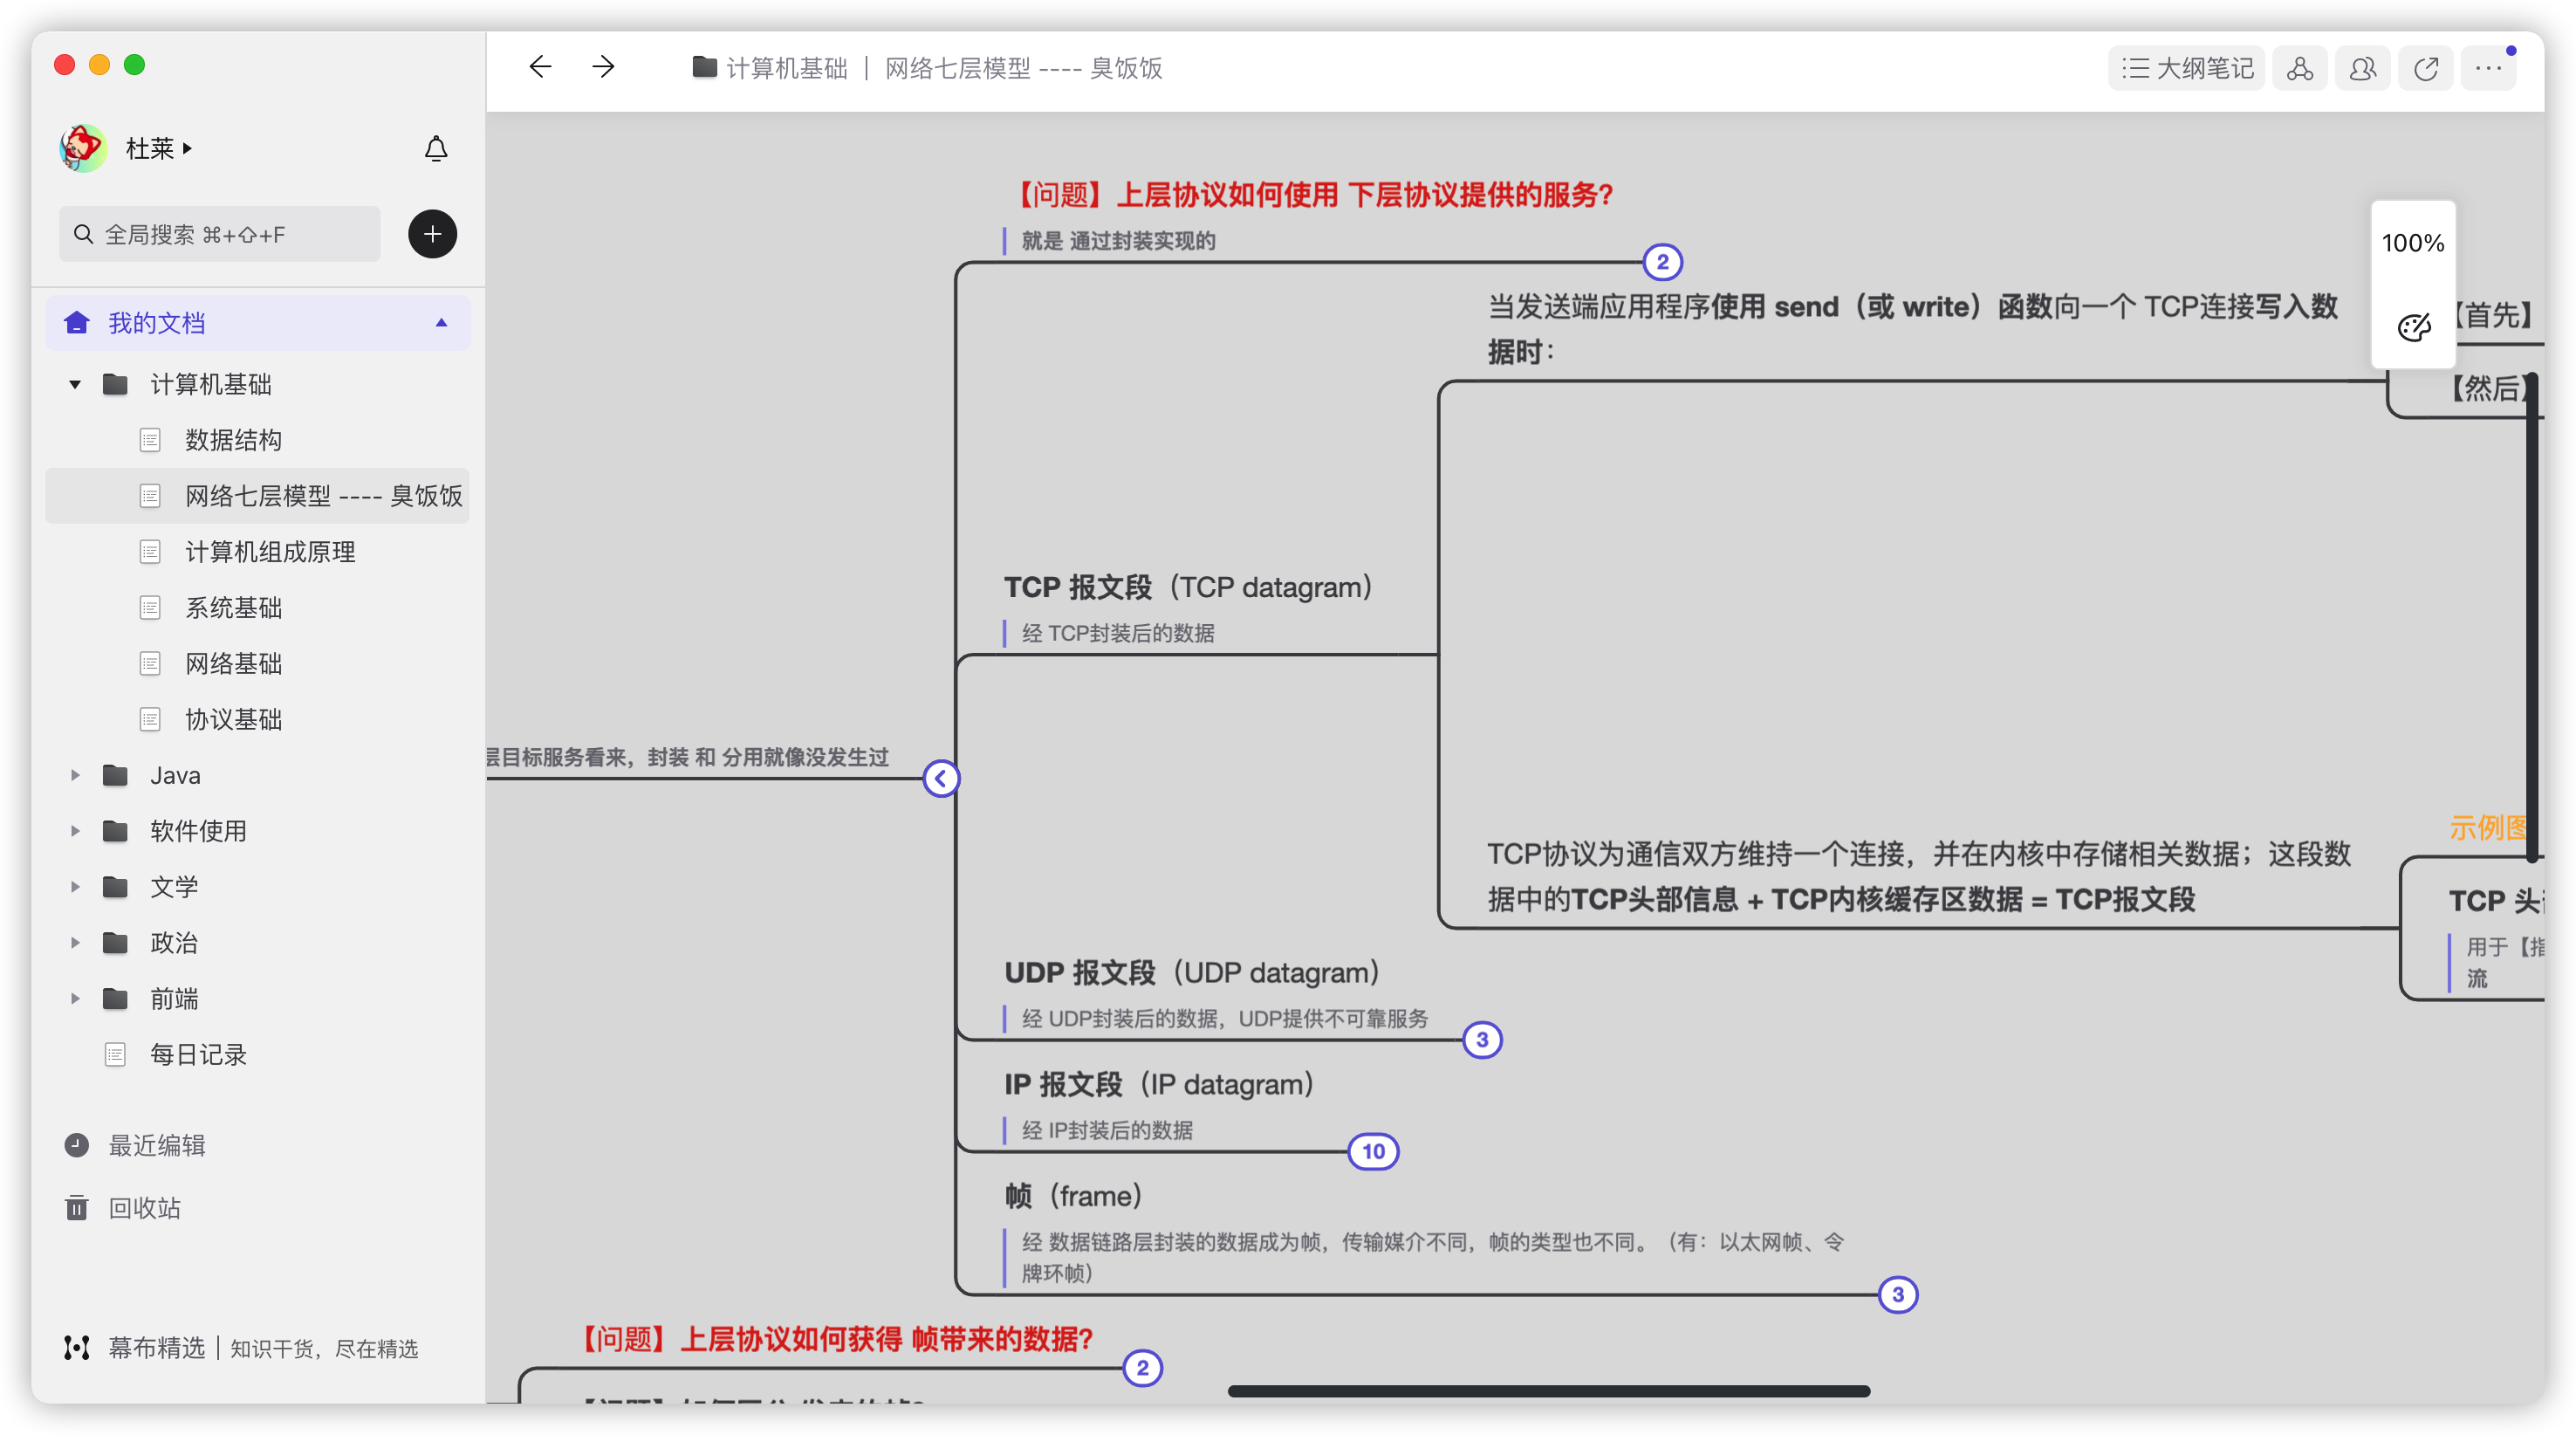 计算机基础 | 网络七层模型 ---- 臭饭饭
大纲笔记
杜莱
全局搜索 ⌘+⇧+F
我的文档
计算机基础
数据结构
网络七层模型 ---- 臭饭饭
计算机组成原理
系统基础
网络基础
协议基础
Java
软件使用
文学
政治
前端
每日记录
最近编辑
回收站
幕布精选 | 知识干货，尽在精选
【问题】上层协议如何使用 下层协议提供的服务?
就是 通过封装实现的
2
100%
当发送端应用程序使用 send（或 write）函数向一个 TCP连接写入数
据时：
【首先】
【然后】
TCP 报文段（TCP datagram）
经 TCP封装后的数据
层目标服务看来，封装 和 分用就像没发生过
TCP协议为通信双方维持一个连接，并在内核中存储相关数据；这段数
据中的TCP头部信息 + TCP内核缓存区数据 = TCP报文段
示例图
TCP 头
用于【指
流
UDP 报文段（UDP datagram）
经 UDP封装后的数据，UDP提供不可靠服务
3
IP 报文段（IP datagram）
经 IP封装后的数据
10
帧（frame）
经 数据链路层封装的数据成为帧，传输媒介不同，帧的类型也不同。（有：以太网帧、令
牌环帧）
3
【问题】上层协议如何获得 帧带来的数据?
2